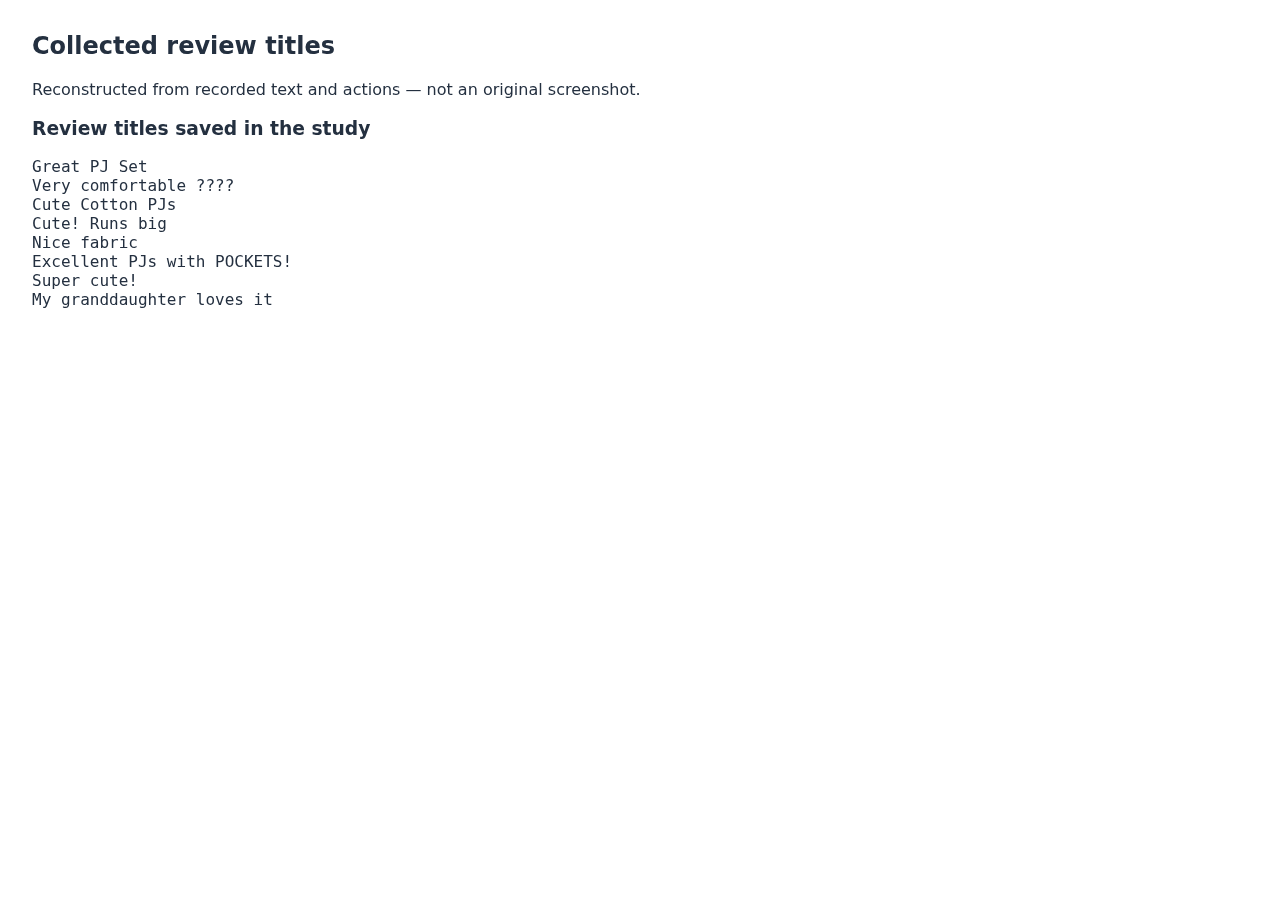 Collected review titles
Reconstructed from recorded text and actions — not an original screenshot.
Review titles saved in the study
Great PJ Set
Very comfortable ????
Cute Cotton PJs
Cute! Runs big
Nice fabric
Excellent PJs with POCKETS!
Super cute!
My granddaughter loves it